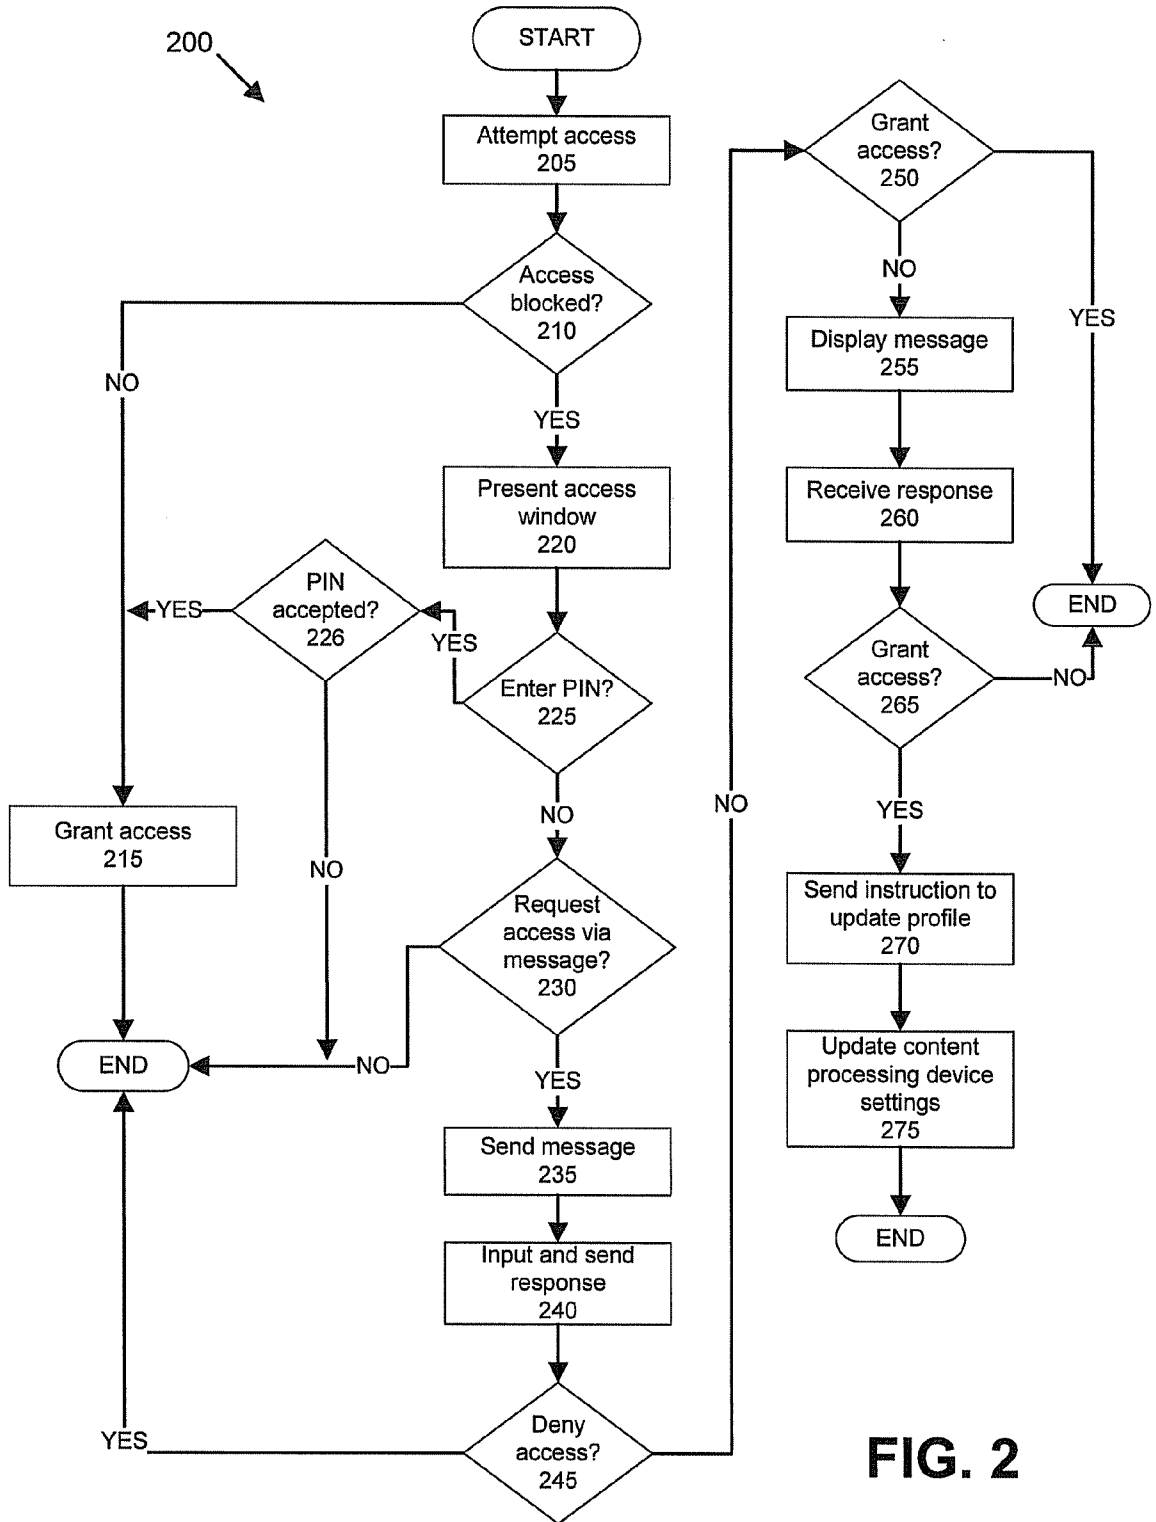 200
START
Attempt access
205
Access
blocked?
210
NO
YES
Present access
window
220
PIN
accepted?
226
YES
YES
Enter PIN?
225
NO
NO
Grant access
215
Request
access via
message?
230
END
NO
YES
Send message
235
Input and send
response
240
Deny
access?
245
YES
NO
Grant
access?
250
NO
YES
Display message
255
Receive response
260
END
Grant
access?
265
NO
YES
Send instruction to
update profile
270
Update content
processing device
settings
275
END
FIG. 2